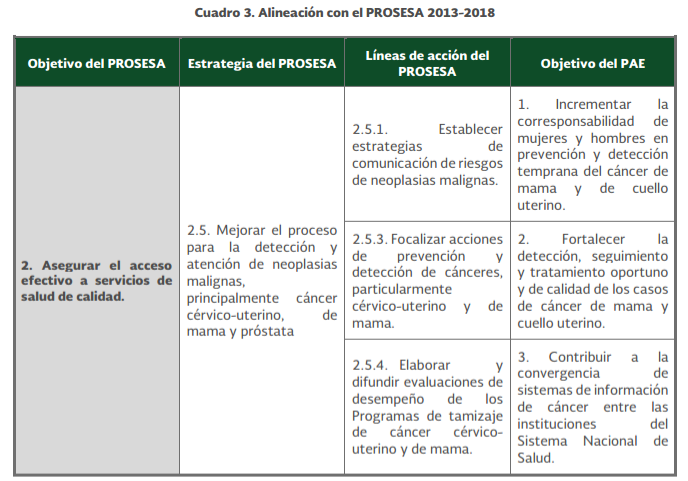 Cuadro 3. Alineación con el PROSESA 2013-2018
Objetivo del PROSESA
Estrategia del PROSESA
Líneas de acción del
PROSESA
Objetivo del PAE
2. Asegurar el acceso
efectivo a servicios de
salud de calidad.
2.5. Mejorar el proceso
para la detección y
atención de neoplasias
malignas,
principalmente cáncer
cérvico-uterino, de
mama y próstata
2.5.1. Establecer
estrategias de
comunicación de riesgos
de neoplasias malignas.
1. Incrementar la
corresponsabilidad de
mujeres y hombres en
prevención y detección
temprana del cáncer de
mama y de cuello
uterino.
2.5.3. Focalizar acciones
de prevención y
detección de cánceres,
particularmente
cérvico-uterino y de
mama.
2. Fortalecer la
detección, seguimiento
y tratamiento oportuno
y de calidad de los casos
de cáncer de mama y
cuello uterino.
2.5.4. Elaborar y
difundir evaluaciones de
desempeño de los
Programas de tamizaje
de cáncer cérvico-
uterino y de mama.
3. Contribuir a la
convergencia de
sistemas de información
de cáncer entre las
instituciones del
Sistema Nacional de
Salud.